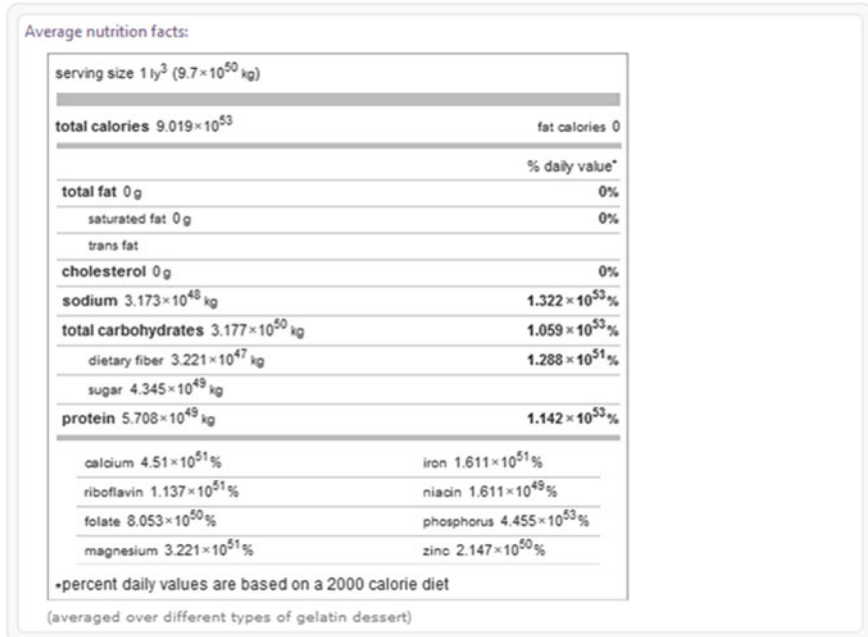 Average nutrition facts:
serving size 1 ly³ (9.7×10⁵⁰ kg)
total calories 9.019×10⁵³ fat calories 0
% daily value*
total fat 0 g 0%
saturated fat 0 g 0%
trans fat
cholesterol 0 g 0%
sodium 3.173×10⁴⁸ kg 1.322×10⁵³%
total carbohydrates 3.177×10⁵⁰ kg 1.059×10⁵³%
dietary fiber 3.221×10⁴⁷ kg 1.288×10⁵¹%
sugar 4.345×10⁴⁹ kg
protein 5.708×10⁴⁹ kg 1.142×10⁵³%
calcium 4.51×10⁵¹% iron 1.611×10⁵¹%
riboflavin 1.137×10⁵¹% niacin 1.611×10⁴⁹%
folate 8.053×10⁵⁰% phosphorus 4.455×10⁵³%
magnesium 3.221×10⁵¹% zinc 2.147×10⁵⁰%
*percent daily values are based on a 2000 calorie diet
(averaged over different types of gelatin dessert)